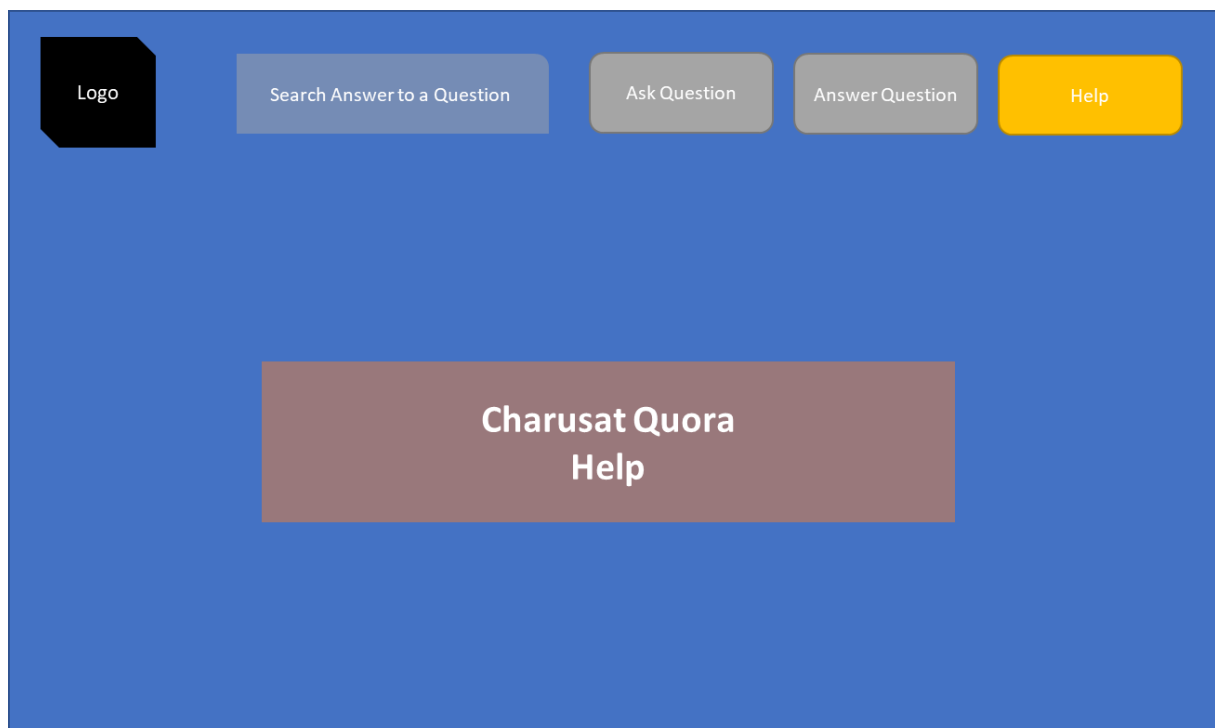 Logo
Search Answer to a Question
Ask Question
Answer Question
Help
Charusat Quora
Help